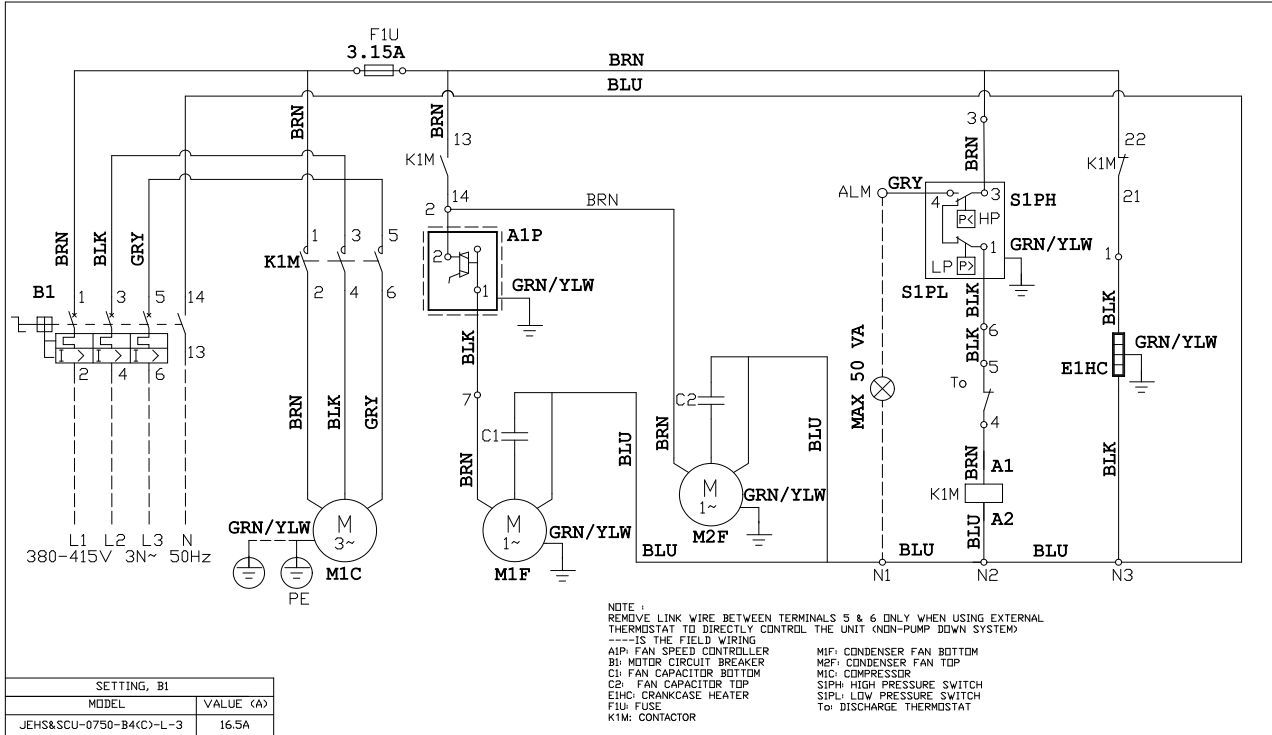 F1U
3.15A
BRN
BLU
BRN
BRN
13
K1M
14
2
BRN
3
BRN
22
K1M
21
ALM
GRY
4
3
S1PH
P<
HP
GRN/YLW
1
LP
P>
S1PL
1
BRN
BLK
GRY
1
3
5
K1M
2
4
6
A1P
2
1
GRN/YLW
B1
1
3
5
14
13
I >
I >
I >
2
4
6
BLK
7
BLK
6
BLK
5
To
4
BLK
GRN/YLW
E1HC
MAX 50 VA
C2
C1
BRN
BLK
GRY
BRN
BLU
BRN
BLU
BRN
A1
K1M
A2
BLU
BLK
L1
L2
L3
N
380-415V 3N~ 50Hz
GRN/YLW
M
3~
M1C
PE
M
1~
GRN/YLW
M1F
M
1~
GRN/YLW
M2F
BLU
BLU
BLU
N1
N2
N3
NOTE :
REMOVE LINK WIRE BETWEEN TERMINALS 5 & 6 ONLY WHEN USING EXTERNAL
THERMOSTAT TO DIRECTLY CONTROL THE UNIT (NON-PUMP DOWN SYSTEM)
----IS THE FIELD WIRING
A1P: FAN SPEED CONTROLLER
B1: MOTOR CIRCUIT BREAKER
C1: FAN CAPACITOR BOTTOM
C2: FAN CAPACITOR TOP
E1HC: CRANKCASE HEATER
F1U: FUSE
K1M: CONTACTOR
M1F: CONDENSER FAN BOTTOM
M2F: CONDENSER FAN TOP
M1C: COMPRESSOR
S1PH: HIGH PRESSURE SWITCH
S1PL: LOW PRESSURE SWITCH
To: DISCHARGE THERMOSTAT
SETTING, B1
MODEL
VALUE (A)
JEHS&SCU-0750-B4(C)-L-3
16.5A